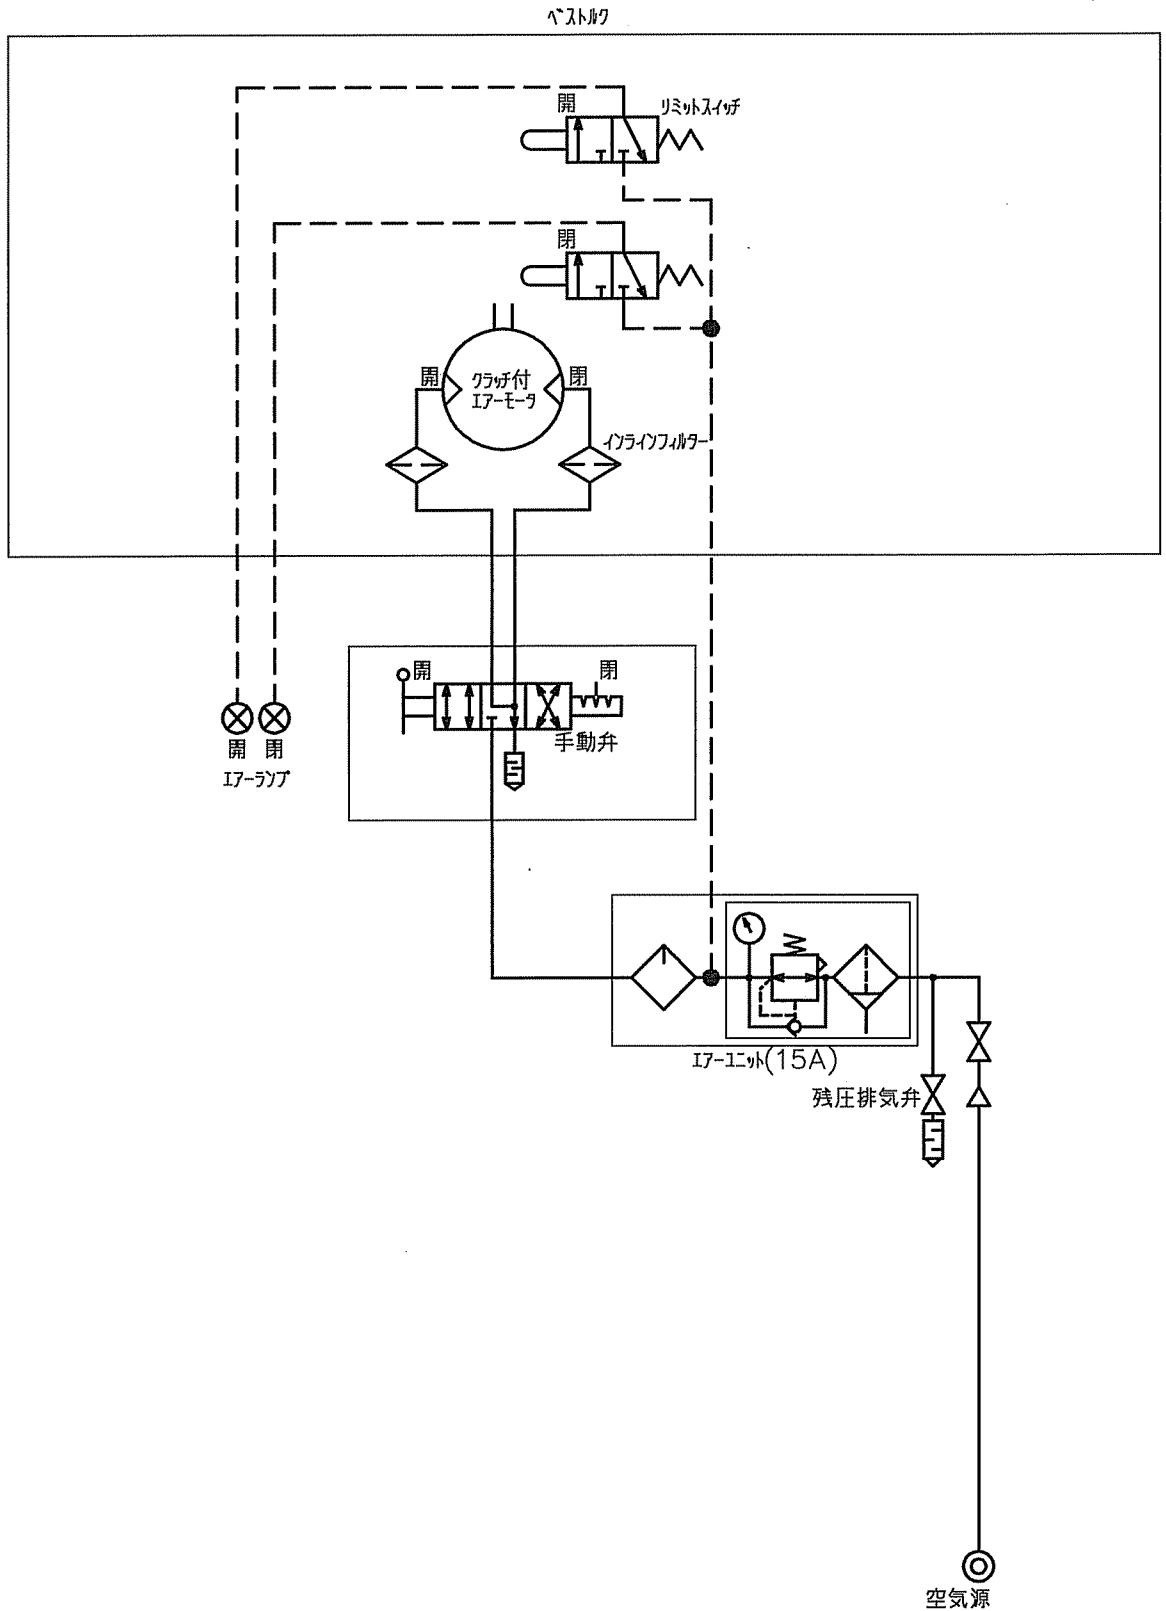 ベストルク
開
リミットスイッチ
閉
開
クラッチ付
エアーモータ
閉
インラインフィルター
開
閉
手動弁
開 閉
エアーランプ
エアーユニット(15A)
残圧排気弁
空気源